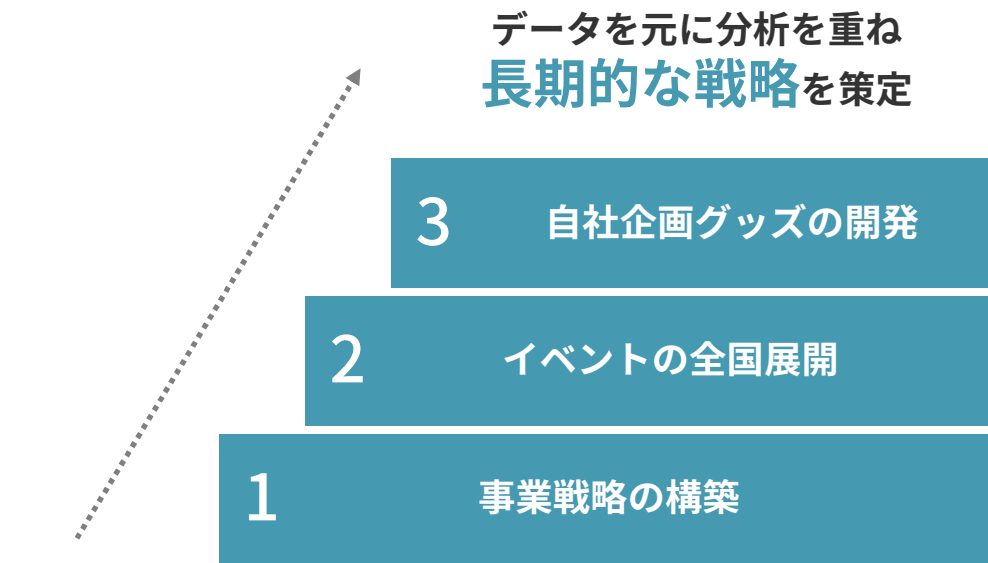 データを元に分析を重ね
長期的な戦略を策定
3 自社企画グッズの開発
2 イベントの全国展開
1 事業戦略の構築